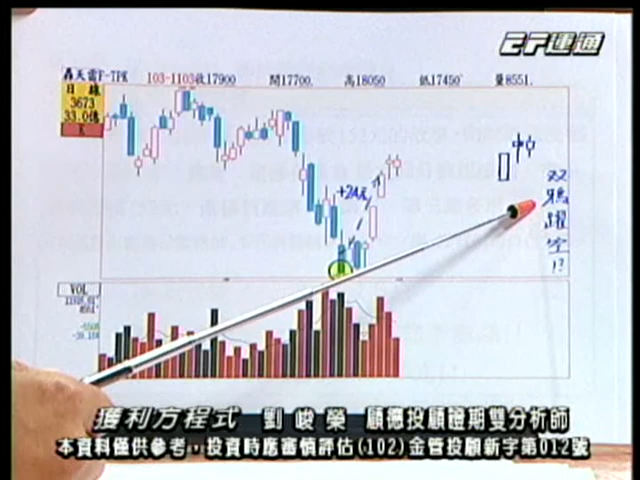 ET運通
轟天雷F-TPK 103-1103收17900 開17700. 高18050 低17450 量8551.
日 線
3673
33.0億
K
+24元
双
鴉
躍
空
!?
VOL
獲利方程式 劉峻榮 顧德投顧證期雙分析師
本資料僅供參考，投資時應審慎評估(102)金管投顧新字第012號